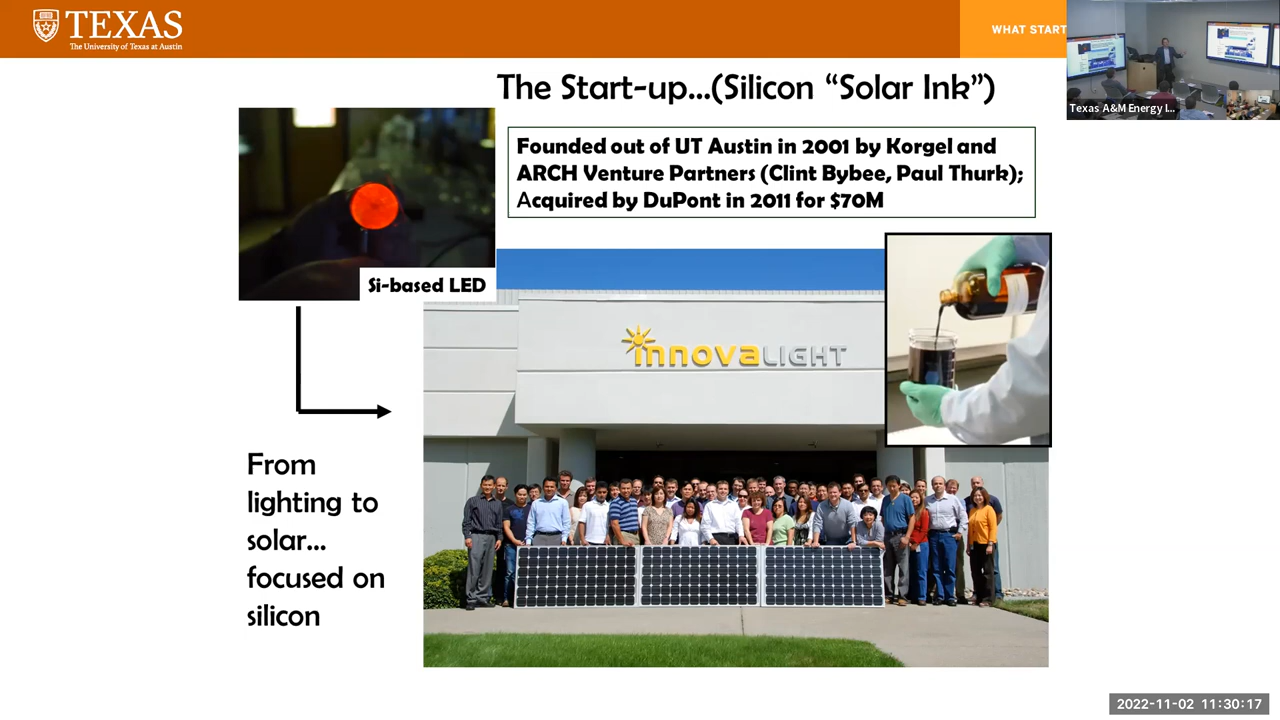 TEXAS
The University of Texas at Austin
WHAT START
Texas A&M Energy I...
The Start-up...(Silicon “Solar Ink”)
Founded out of UT Austin in 2001 by Korgel and
ARCH Venture Partners (Clint Bybee, Paul Thurk);
Acquired by DuPont in 2011 for $70M
Si-based LED
innovaLIGHT
From
lighting to
solar...
focused on
silicon
2022-11-02 11:30:17